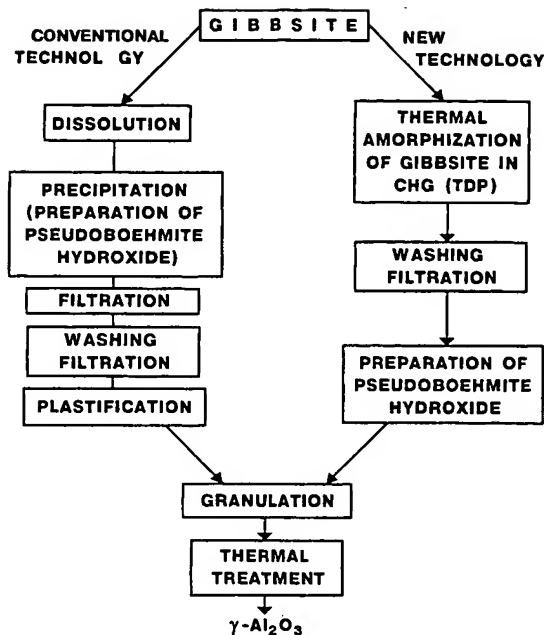 GIBBSITE
CONVENTIONAL
TECHNOL GY
NEW
TECHNOLOGY
DISSOLUTION
PRECIPITATION
(PREPARATION OF
PSEUDOBOEHMITE
HYDROXIDE)
FILTRATION
WASHING
FILTRATION
PLASTIFICATION
THERMAL
AMORPHIZATION
OF GIBBSITE IN
CHG (TDP)
WASHING
FILTRATION
PREPARATION OF
PSEUDOBOEHMITE
HYDROXIDE
GRANULATION
THERMAL
TREATMENT
γ-Al₂O₃